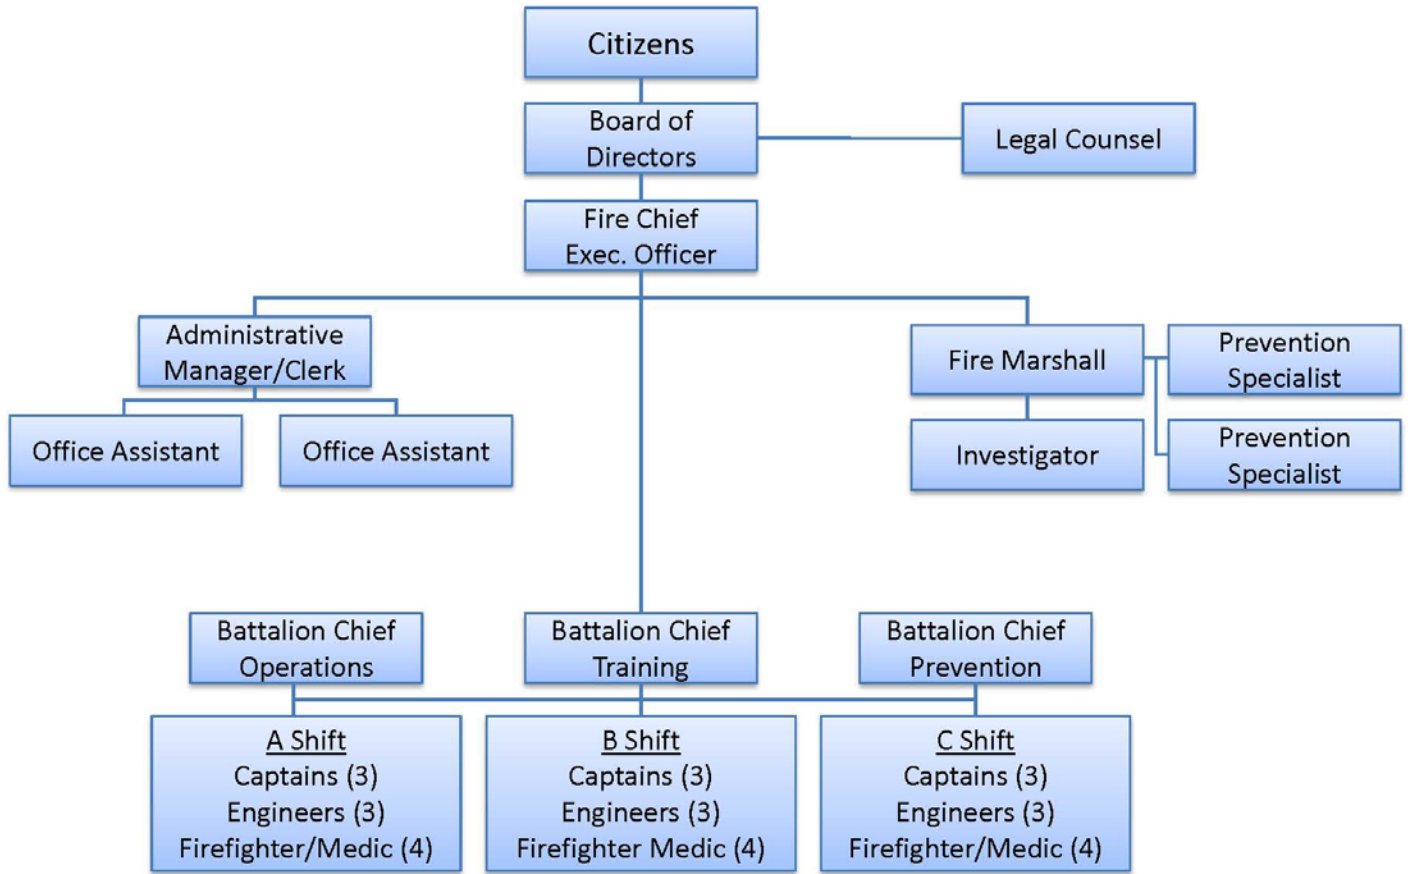 Citizens
Board of
Directors
Legal Counsel
Fire Chief
Exec. Officer
Administrative
Manager/Clerk
Office Assistant
Office Assistant
Fire Marshall
Prevention
Specialist
Investigator
Prevention
Specialist
Battalion Chief
Operations
Battalion Chief
Training
Battalion Chief
Prevention
A Shift
Captains (3)
Engineers (3)
Firefighter/Medic (4)
B Shift
Captains (3)
Engineers (3)
Firefighter Medic (4)
C Shift
Captains (3)
Engineers (3)
Firefighter/Medic (4)